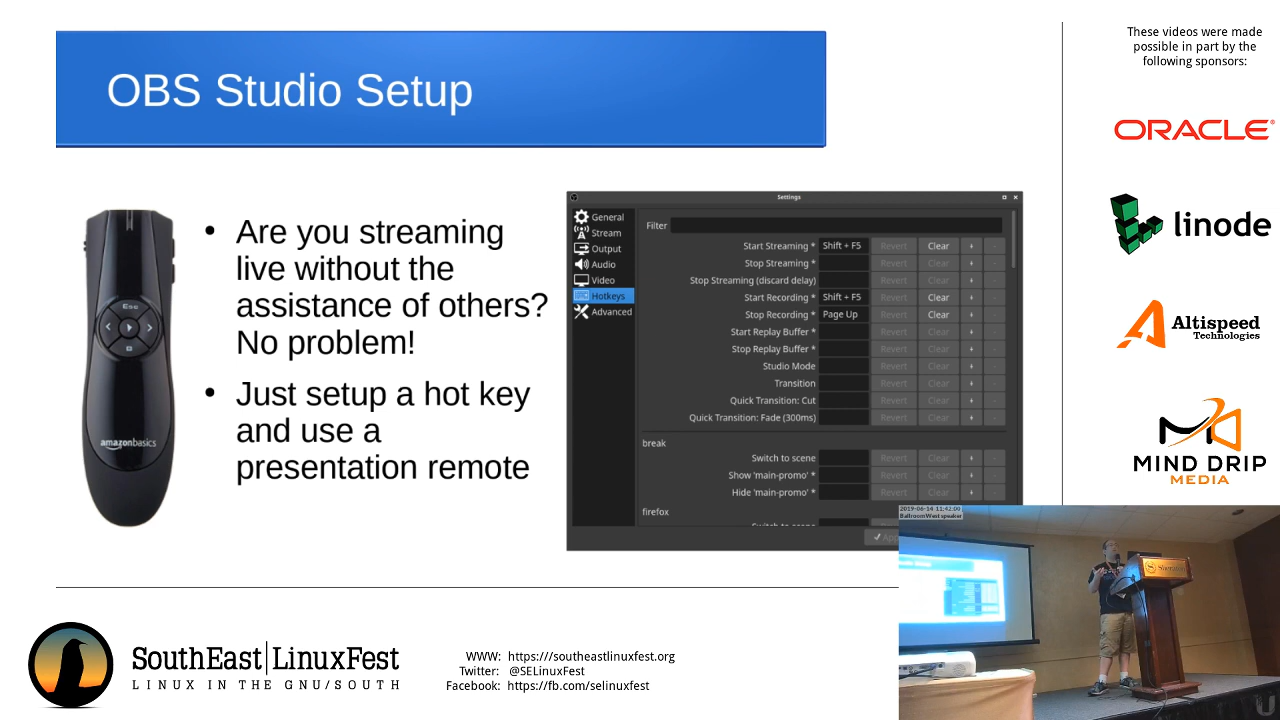 OBS Studio Setup
These videos were made
possible in part by the
following sponsors:
ORACLE®
linode
Altispeed
Technologies
MIND DRIP
MEDIA
• Are you streaming
live without the
assistance of others?
No problem!
• Just setup a hot key
and use a
presentation remote
Esc
amazonbasics
Settings
General
Stream
Output
Audio
Video
Hotkeys
Advanced
Filter
Start Streaming * Shift + F5 Revert Clear + -
Stop Streaming * Revert Clear + -
Stop Streaming (discard delay) Revert Clear + -
Start Recording * Shift + F5 Revert Clear + -
Stop Recording * Page Up Revert Clear + -
Start Replay Buffer * Revert Clear + -
Stop Replay Buffer * Revert Clear + -
Studio Mode Revert Clear + -
Transition Revert Clear + -
Quick Transition: Cut Revert Clear + -
Quick Transition: Fade (300ms) Revert Clear + -
break
Switch to scene Revert Clear + -
Show 'main-promo' * Revert Clear + -
Hide 'main-promo' * Revert Clear + -
firefox
Switch to scene
2019-06-14 11:42:00
BallroomWest speaker
Sheraton
SouthEast LinuxFest
LINUX IN THE GNU/SOUTH
WWW: https://southeastlinuxfest.org
Twitter: @SELinuxFest
Facebook: https://fb.com/selinuxfest